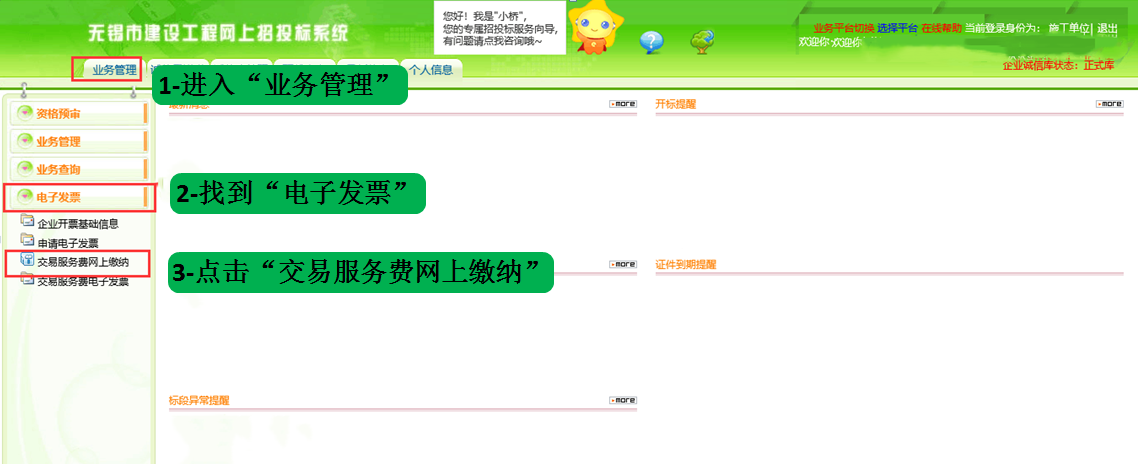 无锡市建设工程网上招投标系统
您好！我是"小桥"，
您的专属招投标服务向导，
有问题请点我咨询哦~
业务平台切换 选择平台 在线帮助 当前登录身份为： 施工单位| 退出
欢迎你·欢迎你
企业诚信库状态：正式库
业务管理
个人信息
1-进入“业务管理”
资格预审
业务管理
业务查询
电子发票
企业开票基础信息
申请电子发票
交易服务费网上缴纳
交易服务费电子发票
more
开标提醒
more
2-找到“电子发票”
3-点击“交易服务费网上缴纳”
more
证件到期提醒
标段异常提醒
more